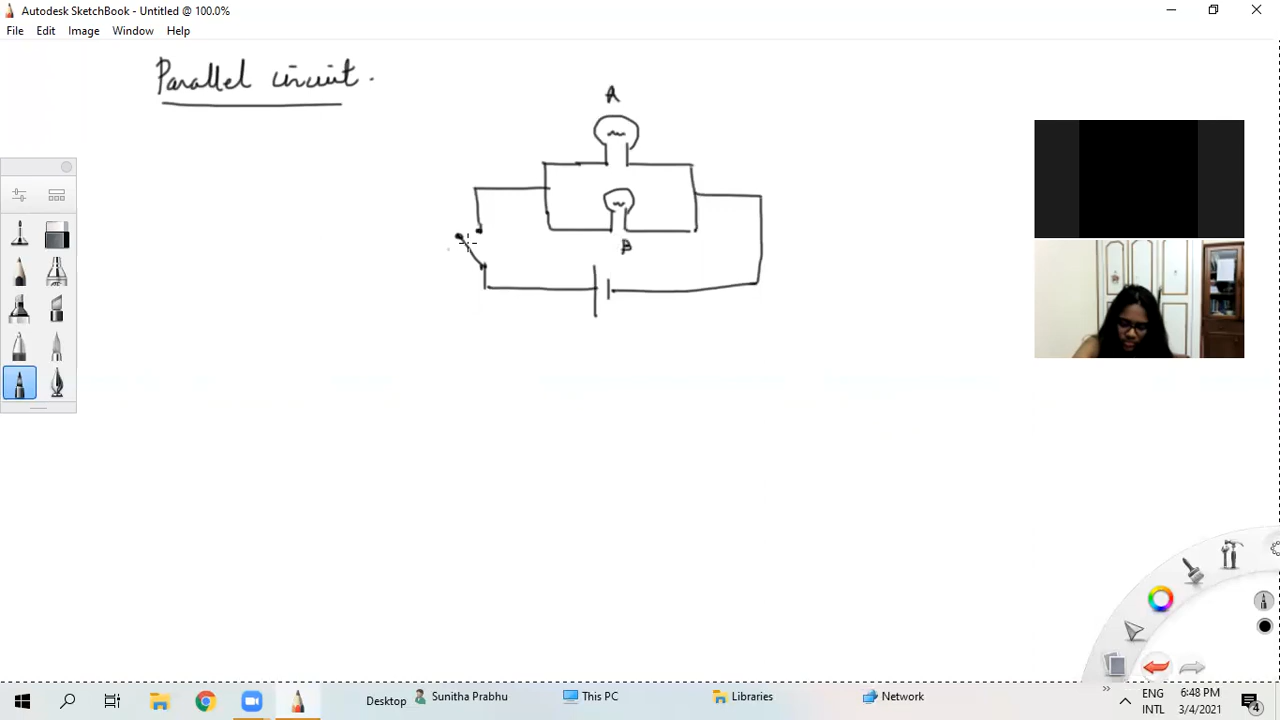 Autodesk SketchBook - Untitled @ 100.0%
File Edit Image Window Help
Parallel circuit.
A
B
Desktop Sunitha Prabhu This PC Libraries Network
ENG
INTL
6:48 PM
3/4/2021
4